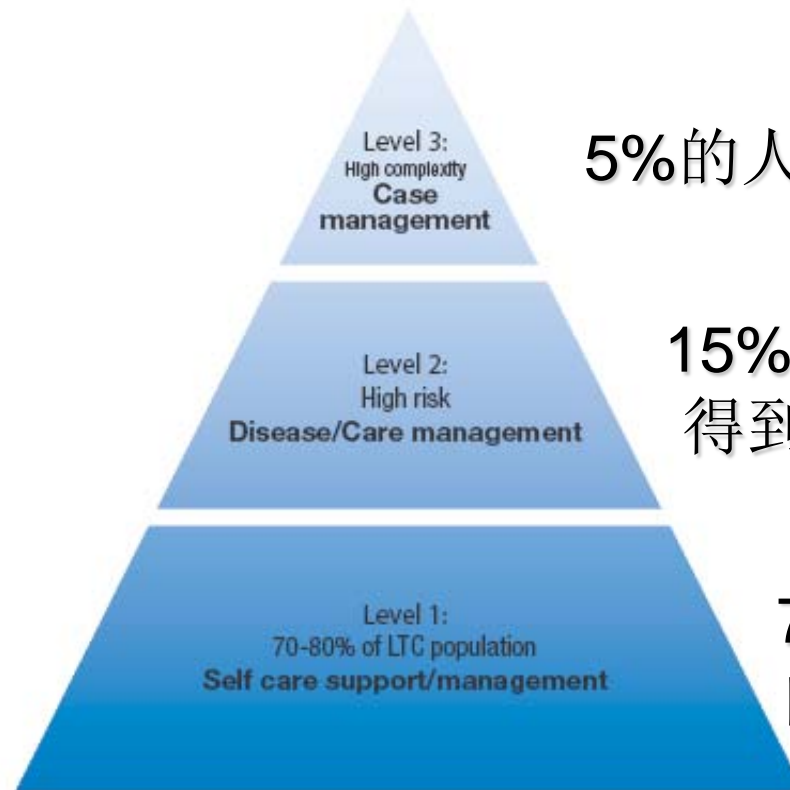 Level 3:
High complexity
Case
management
5%的人
Level 2:
High risk
Disease/Care management
15%
得到
Level 1:
70-80% of LTC population
Self care support/management